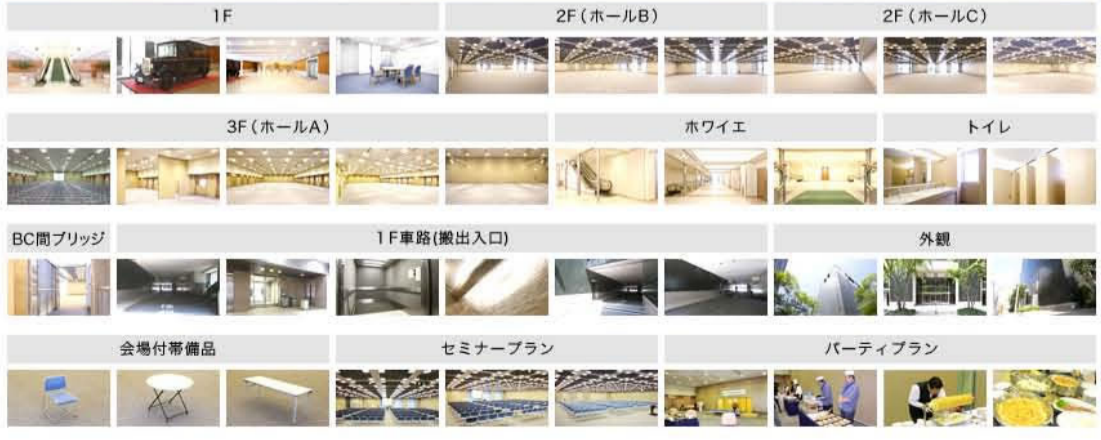 1F
2F(ホールB)
2F(ホールC)
3F(ホールA)
ホワイエ
トイレ
BC間ブリッジ
1F車路(搬出入口)
外観
会場付帯備品
セミナープラン
パーティプラン